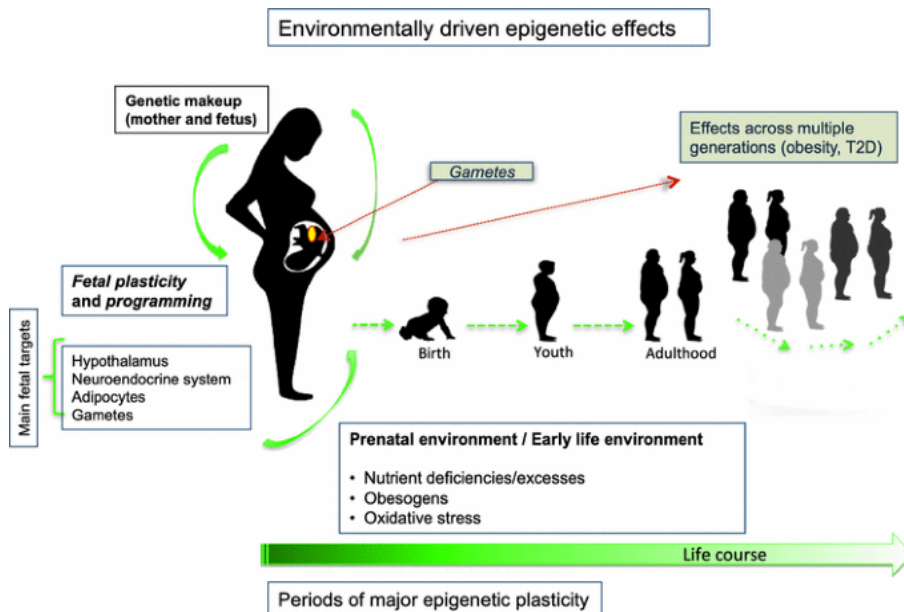 Environmentally driven epigenetic effects
Genetic makeup
(mother and fetus)
Effects across multiple
generations (obesity, T2D)
Gametes
Fetal plasticity
and programming
Main fetal targets
Hypothalamus
Neuroendocrine system
Adipocytes
Gametes
Birth
Youth
Adulthood
Prenatal environment / Early life environment
• Nutrient deficiencies/excesses
• Obesogens
• Oxidative stress
Life course
Periods of major epigenetic plasticity